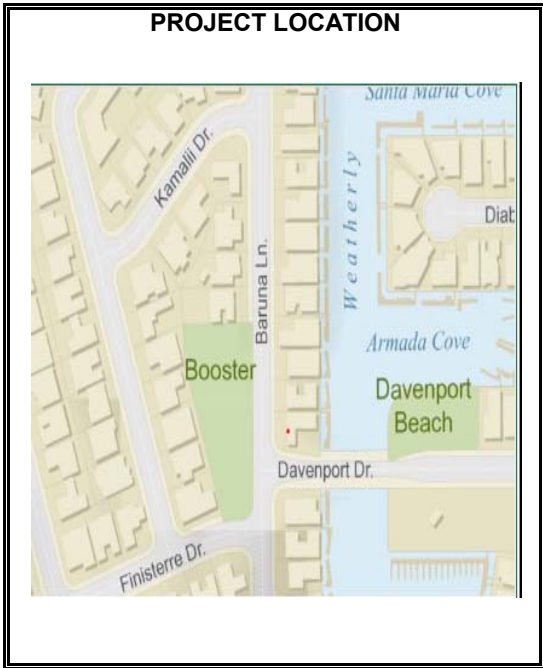 PROJECT LOCATION
Santa Maria Cove
Kamalii Dr.
Weatherly
Diab
Baruna Ln.
Armada Cove
Booster
Davenport
Beach
Davenport Dr.
Finisterre Dr.